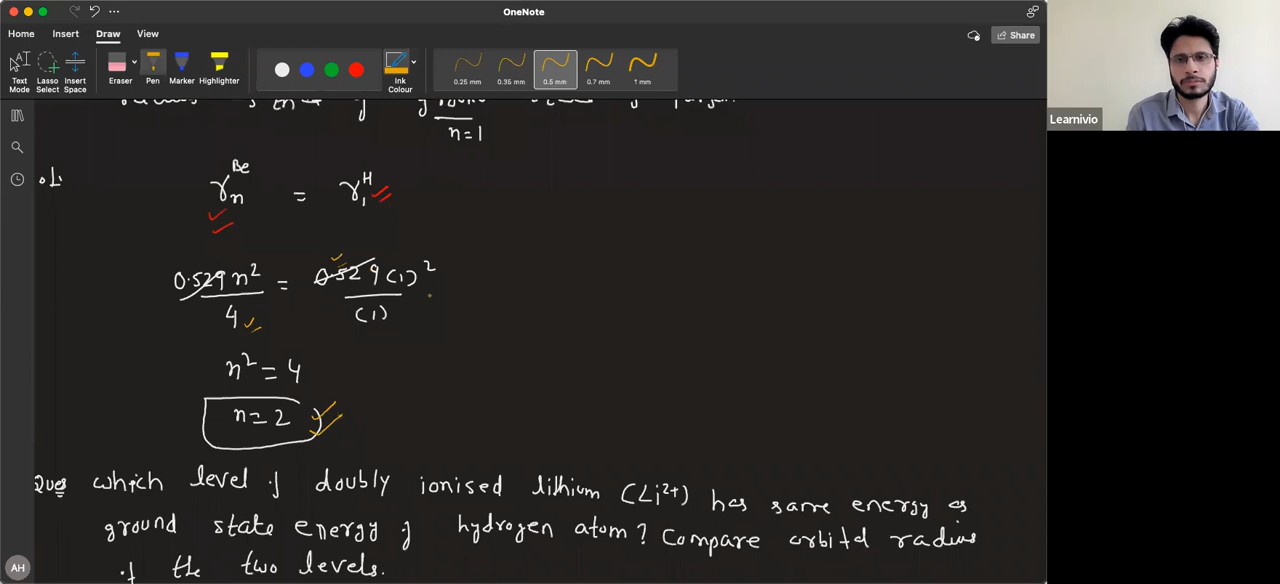 OneNote
Home Insert Draw View
Share
Text Mode Lasso Select Insert Space Eraser Pen Marker Highlighter Ink Colour 0.25 mm 0.35 mm 0.5 mm 0.7 mm 1 mm
Learnivio
n=1
r_n^Be = r_1^H
0.529 n² / 4 = 0.529 (1)² / (1)
n² = 4
n = 2
Ques which level of doubly ionised lithium (Li²⁺) has same energy as
ground state energy of hydrogen atom? Compare orbital radius
of the two levels.
AH